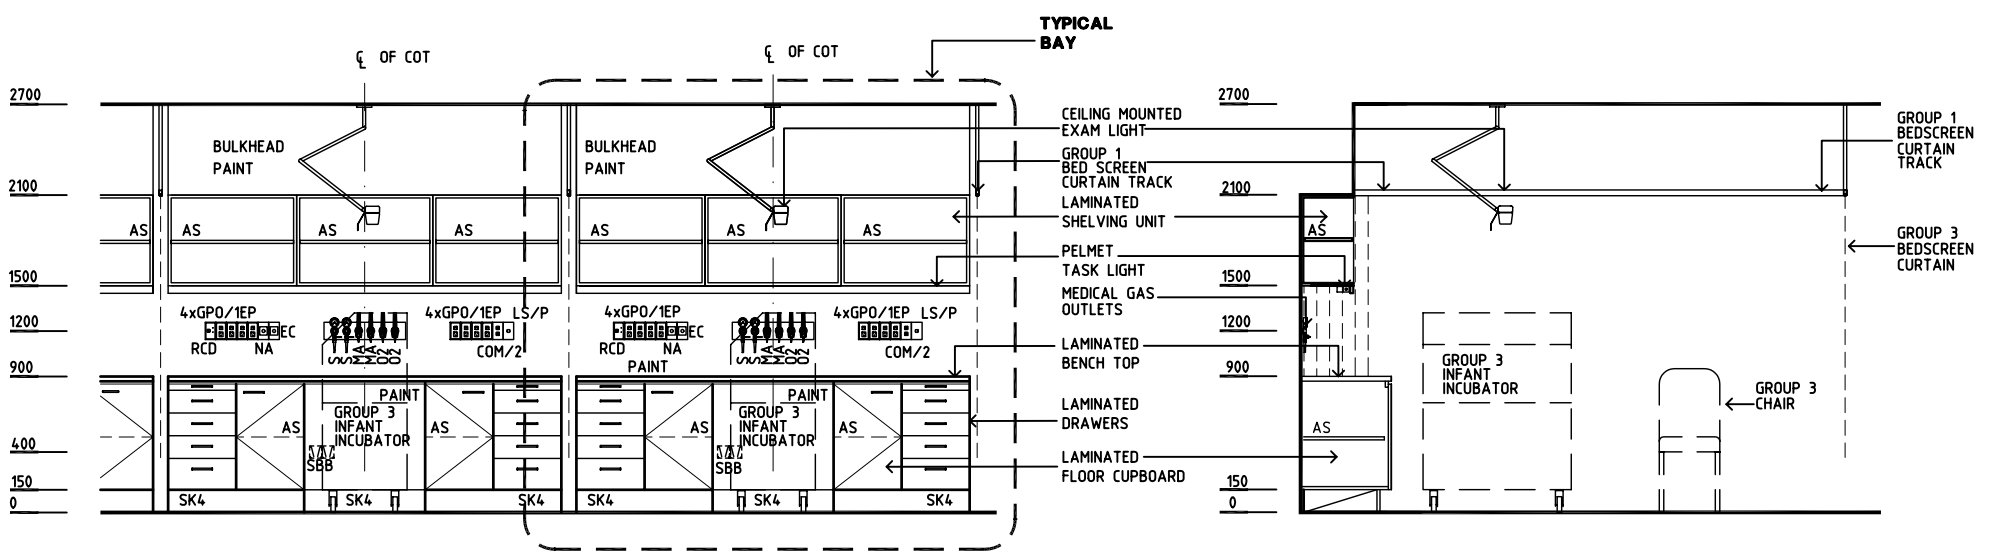 TYPICAL
BAY
℄ OF COT
℄ OF COT
2700
2100
1500
1200
900
400
150
0
BULKHEAD
PAINT
BULKHEAD
PAINT
AS AS AS AS AS AS AS
4xGPO/1EP
EC
RCD NA
S S MA MA O2 O2
4xGPO/1EP LS/P
COM/2
4xGPO/1EP
EC
RCD NA
S S MA MA O2 O2
4xGPO/1EP LS/P
COM/2
PAINT
PAINT
GROUP 3
INFANT
INCUBATOR
AS AS
SBB
SK4 SK4 SK4
PAINT
GROUP 3
INFANT
INCUBATOR
AS AS
SBB
SK4 SK4 SK4
CEILING MOUNTED
EXAM LIGHT
GROUP 1
BED SCREEN
CURTAIN TRACK
LAMINATED
SHELVING UNIT
PELMET
TASK LIGHT
MEDICAL GAS
OUTLETS
LAMINATED
BENCH TOP
LAMINATED
DRAWERS
LAMINATED
FLOOR CUPBOARD
2700
2100
1500
1200
900
150
0
AS
AS
GROUP 3
INFANT
INCUBATOR
GROUP 3
CHAIR
GROUP 1
BEDSCREEN
CURTAIN
TRACK
GROUP 3
BEDSCREEN
CURTAIN